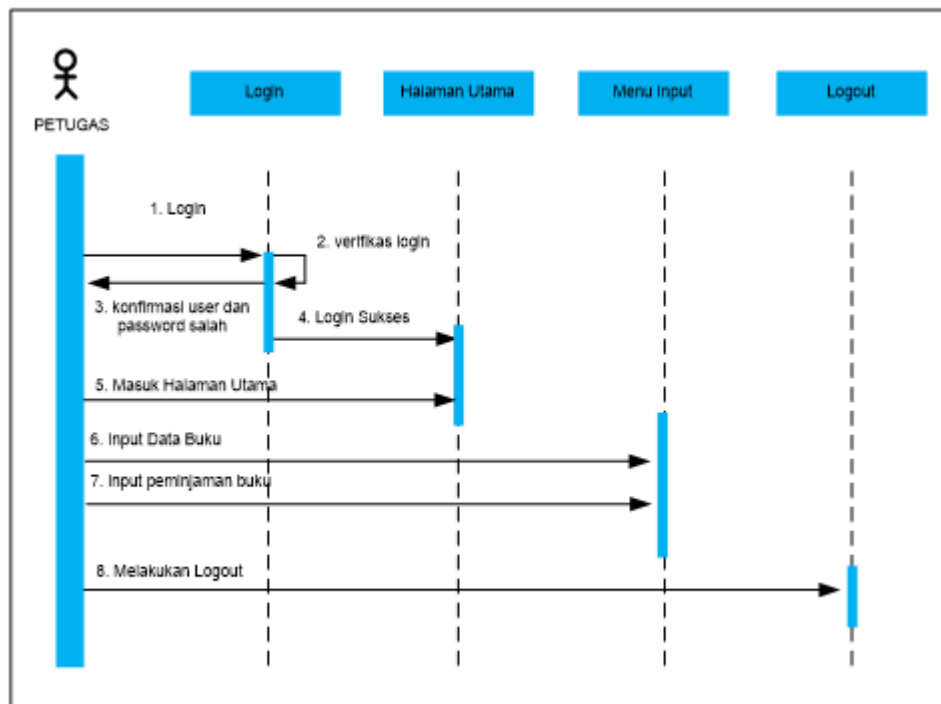 PETUGAS
Login
Halaman Utama
Menu Input
Logout
1. Login
2. verifikas login
3. konfirmasi user dan
password salah
4. Login Sukses
5. Masuk Halaman Utama
6. Input Data Buku
7. Input peminjaman buku
8. Melakukan Logout